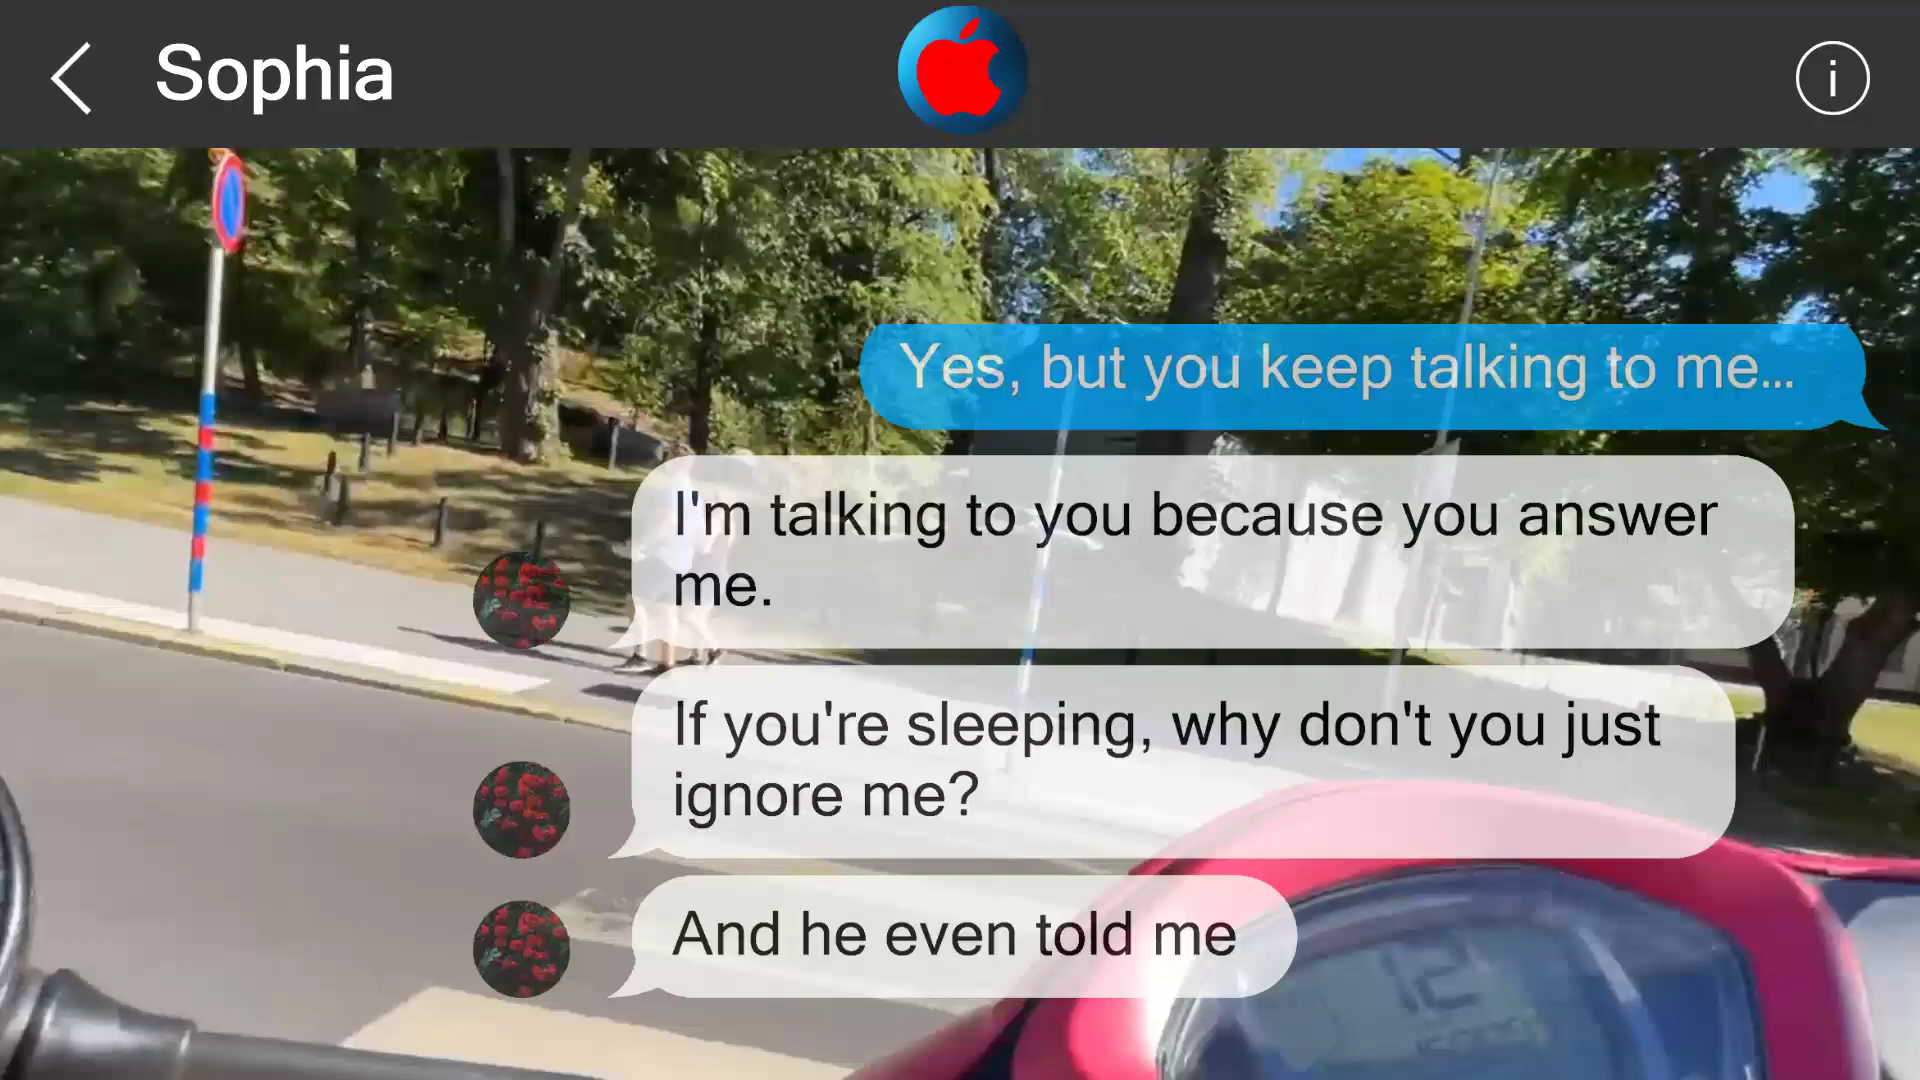 Sophia
Yes, but you keep talking to me...
I'm talking to you because you answer
me.
If you're sleeping, why don't you just
ignore me?
And he even told me
12